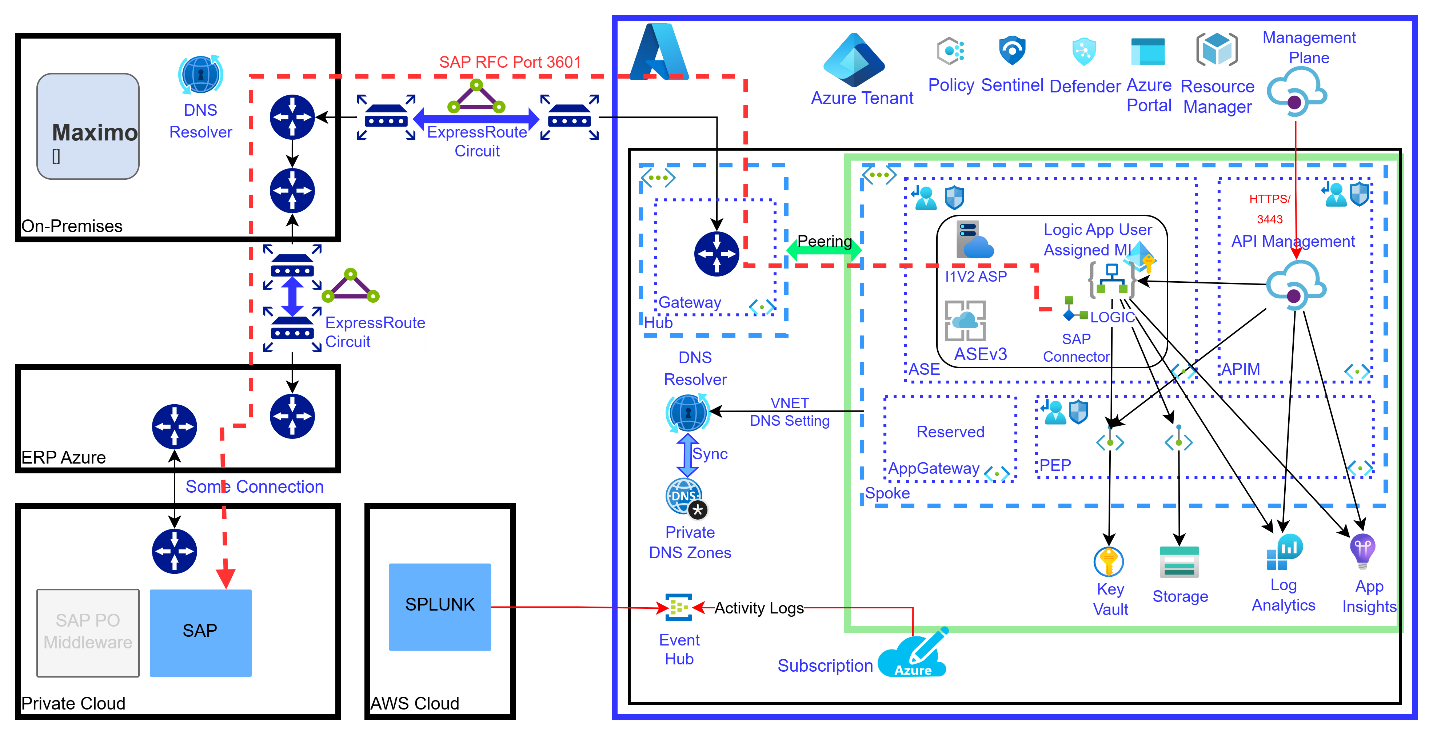 SAP RFC Port 3601
DNS
Resolver
Maximo
[]
On-Premises
ExpressRoute
Circuit
ExpressRoute
Circuit
ERP Azure
Some Connection
SAP PO
Middleware
SAP
Private Cloud
SPLUNK
AWS Cloud
Azure Tenant
Policy
Sentinel
Defender
Azure
Portal
Resource
Manager
Management
Plane
HTTPS/
3443
Gateway
Hub
Peering
Logic App User
Assigned MI
I1V2 ASP
ASEv3
LOGIC
SAP
Connector
ASE
API Management
APIM
DNS
Resolver
VNET
DNS Setting
Sync
DNS
Private
DNS Zones
Reserved
AppGateway
PEP
Spoke
Key
Vault
Storage
Log
Analytics
App
Insights
Activity Logs
Event
Hub
Subscription
Azure